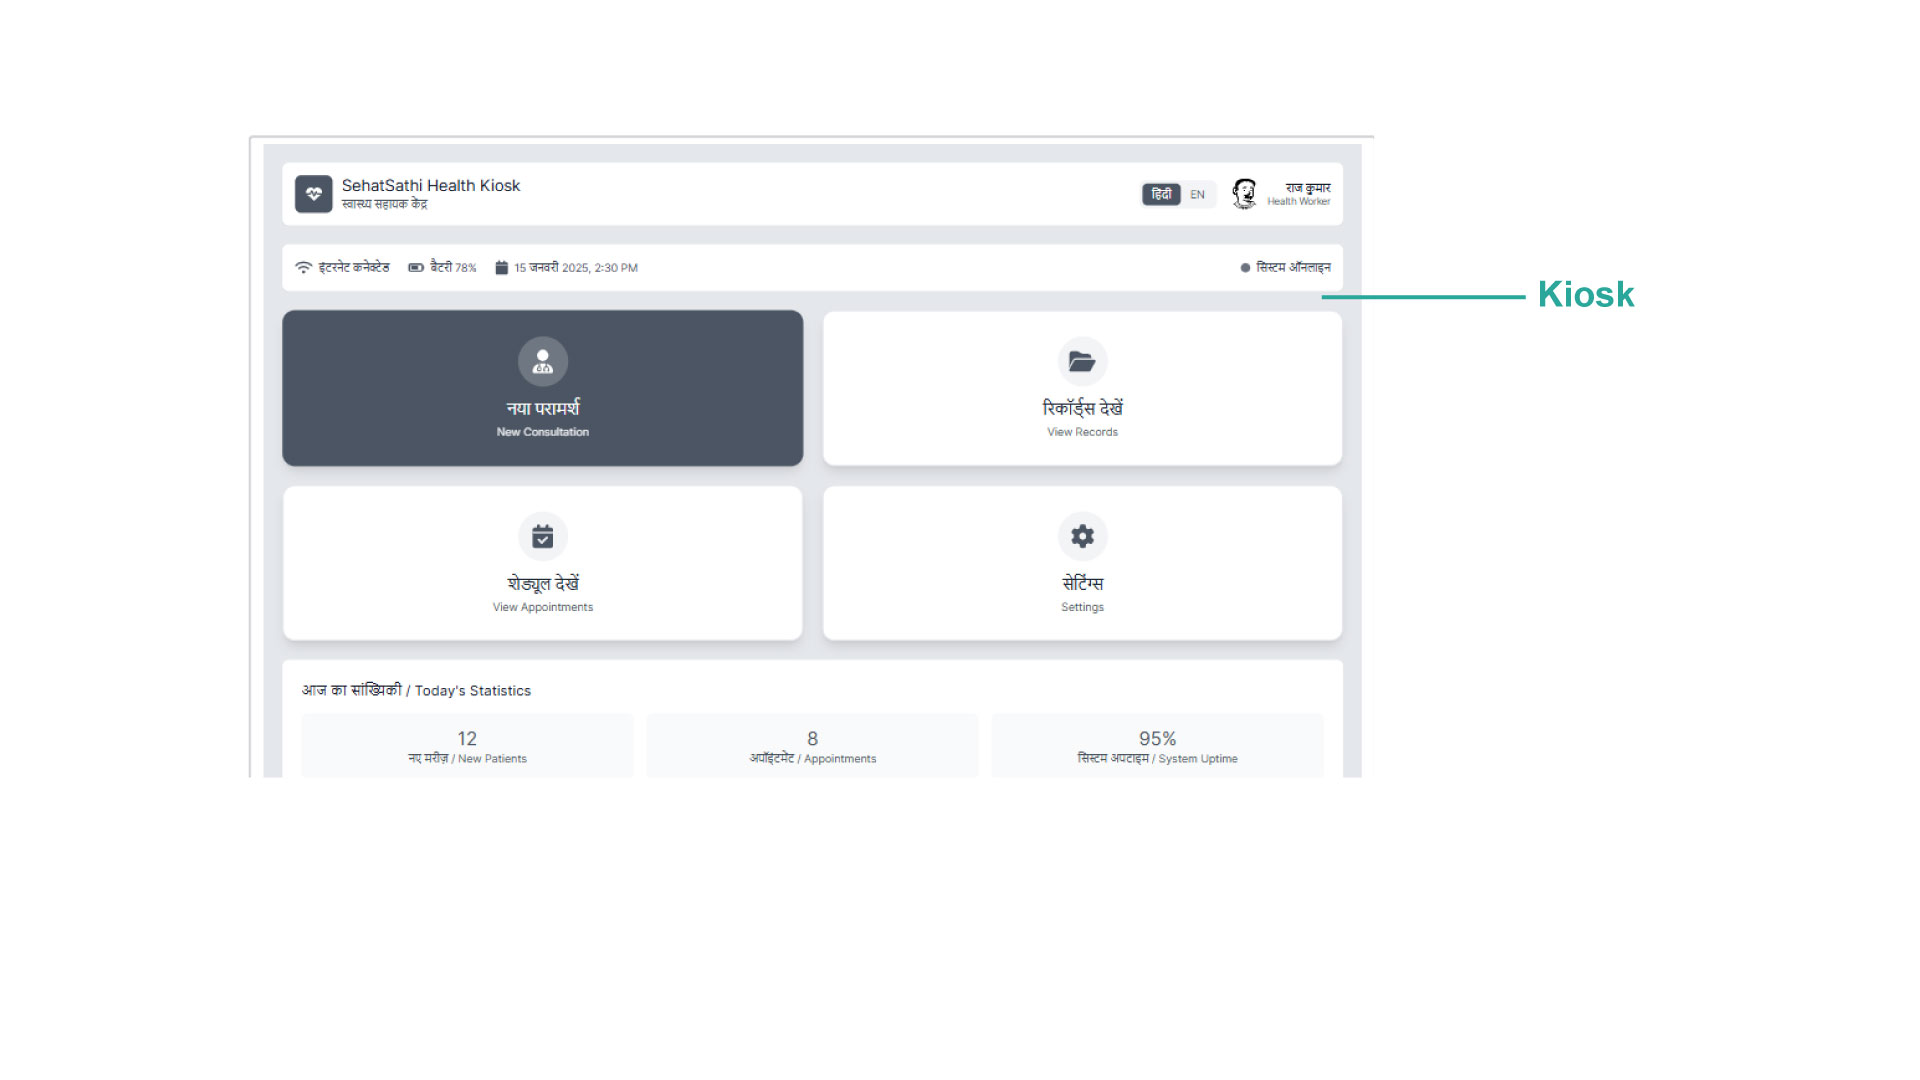 SehatSathi Health Kiosk
स्वास्थ्य सहायक केंद्र
हिंदी EN
राज कुमार
Health Worker
इंटरनेट कनेक्टेड बैटरी 78% 15 जनवरी 2025, 2:30 PM
सिस्टम ऑनलाइन
Kiosk
नया परामर्श
New Consultation
रिकॉर्ड्स देखें
View Records
शेड्यूल देखें
View Appointments
सेटिंग्स
Settings
आज का सांख्यिकी / Today's Statistics
12
नए मरीज़ / New Patients
8
अपॉइंटमेंट / Appointments
95%
सिस्टम अपटाइम / System Uptime